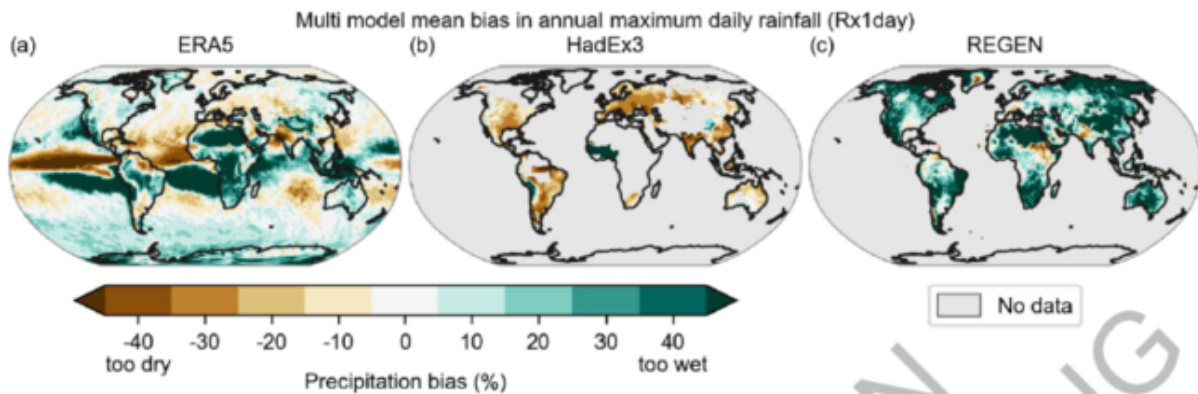 Multi model mean bias in annual maximum daily rainfall (Rx1day)
(a) ERA5 (b) HadEx3 (c) REGEN
-40 -30 -20 -10 0 10 20 30 40
too dry too wet
Precipitation bias (%)
No data